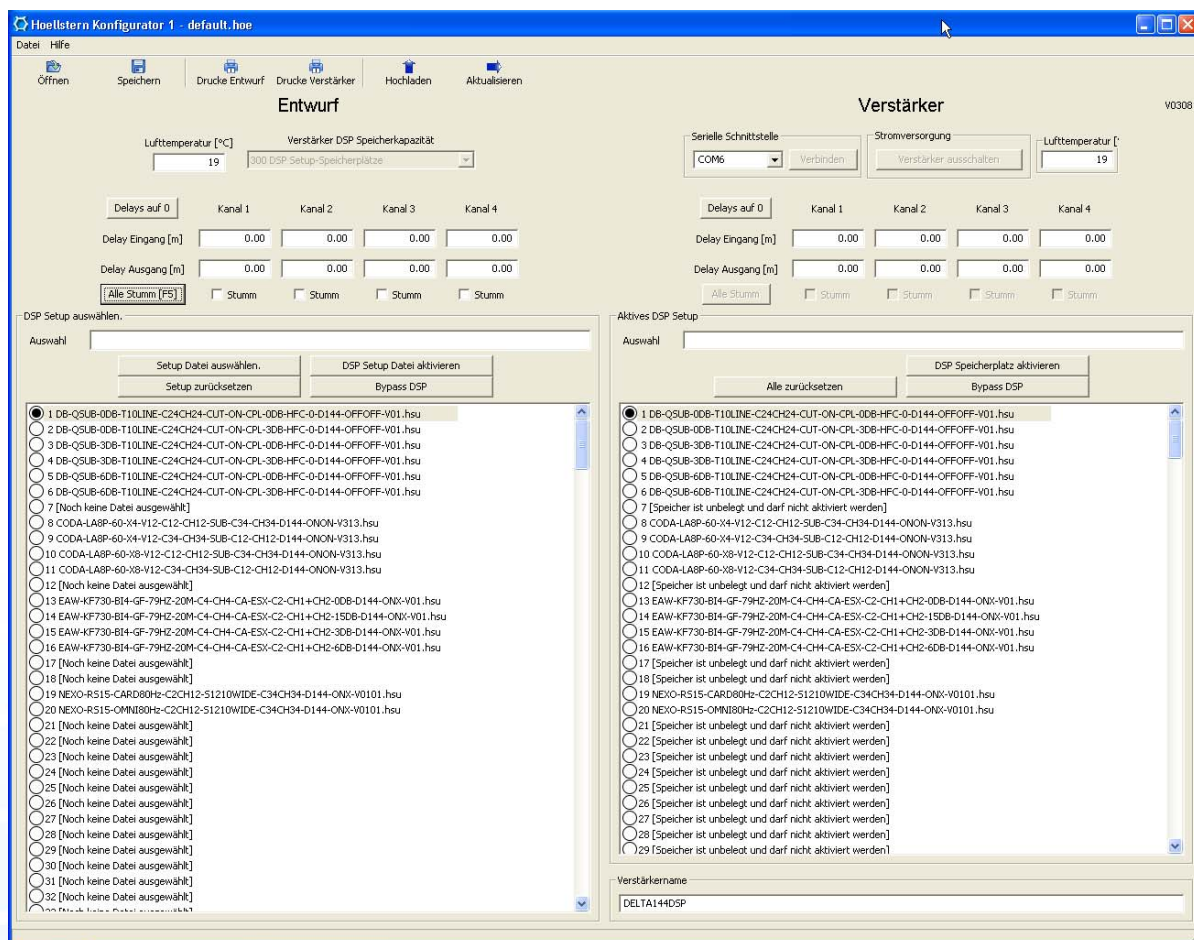 Hoellstern Konfigurator 1 - default.hoe
Datei Hilfe
Öffnen Speichern Drucke Entwurf Drucke Verstärker Hochladen Aktualisieren
Entwurf
Lufttemperatur [°C] Verstärker DSP Speicherkapazität
19 300 DSP Setup-Speicherplätze
Delays auf 0 Kanal 1 Kanal 2 Kanal 3 Kanal 4
Delay Eingang [m] 0.00 0.00 0.00 0.00
Delay Ausgang [m] 0.00 0.00 0.00 0.00
Alle Stumm [F5] Stumm Stumm Stumm Stumm
DSP Setup auswählen.
Auswahl
Setup Datei auswählen. DSP Setup Datei aktivieren
Setup zurücksetzen Bypass DSP
1 DB-QSUB-0DB-T10LINE-C24CH24-CUT-ON-CPL-0DB-HFC-0-D144-OFFOFF-V01.hsu
2 DB-QSUB-0DB-T10LINE-C24CH24-CUT-ON-CPL-3DB-HFC-0-D144-OFFOFF-V01.hsu
3 DB-QSUB-3DB-T10LINE-C24CH24-CUT-ON-CPL-0DB-HFC-0-D144-OFFOFF-V01.hsu
4 DB-QSUB-3DB-T10LINE-C24CH24-CUT-ON-CPL-3DB-HFC-0-D144-OFFOFF-V01.hsu
5 DB-QSUB-6DB-T10LINE-C24CH24-CUT-ON-CPL-0DB-HFC-0-D144-OFFOFF-V01.hsu
6 DB-QSUB-6DB-T10LINE-C24CH24-CUT-ON-CPL-3DB-HFC-0-D144-OFFOFF-V01.hsu
7 [Noch keine Datei ausgewählt]
8 CODA-LA8P-60-X4-V12-C12-CH12-SUB-C34-CH34-D144-ONON-V313.hsu
9 CODA-LA8P-60-X4-V12-C34-CH34-SUB-C12-CH12-D144-ONON-V313.hsu
10 CODA-LA8P-60-X8-V12-C12-CH12-SUB-C34-CH34-D144-ONON-V313.hsu
11 CODA-LA8P-60-X8-V12-C34-CH34-SUB-C12-CH12-D144-ONON-V313.hsu
12 [Noch keine Datei ausgewählt]
13 EAW-KF730-BI4-GF-79HZ-20M-C4-CH4-CA-ESX-C2-CH1+CH2-0DB-D144-ONX-V01.hsu
14 EAW-KF730-BI4-GF-79HZ-20M-C4-CH4-CA-ESX-C2-CH1+CH2-15DB-D144-ONX-V01.hsu
15 EAW-KF730-BI4-GF-79HZ-20M-C4-CH4-CA-ESX-C2-CH1+CH2-3DB-D144-ONX-V01.hsu
16 EAW-KF730-BI4-GF-79HZ-20M-C4-CH4-CA-ESX-C2-CH1+CH2-6DB-D144-ONX-V01.hsu
17 [Noch keine Datei ausgewählt]
18 [Noch keine Datei ausgewählt]
19 NEXO-RS15-CARD80Hz-C2CH12-S1210WIDE-C34CH34-D144-ONX-V0101.hsu
20 NEXO-RS15-OMNI80Hz-C2CH12-S1210WIDE-C34CH34-D144-ONX-V0101.hsu
21 [Noch keine Datei ausgewählt]
22 [Noch keine Datei ausgewählt]
23 [Noch keine Datei ausgewählt]
24 [Noch keine Datei ausgewählt]
25 [Noch keine Datei ausgewählt]
26 [Noch keine Datei ausgewählt]
27 [Noch keine Datei ausgewählt]
28 [Noch keine Datei ausgewählt]
29 [Noch keine Datei ausgewählt]
30 [Noch keine Datei ausgewählt]
31 [Noch keine Datei ausgewählt]
32 [Noch keine Datei ausgewählt]
Verstärker V0308
Serielle Schnittstelle Stromversorgung Lufttemperatur [
COM6 Verbinden Verstärker ausschalten 19
Delays auf 0 Kanal 1 Kanal 2 Kanal 3 Kanal 4
Delay Eingang [m] 0.00 0.00 0.00 0.00
Delay Ausgang [m] 0.00 0.00 0.00 0.00
Alle Stumm Stumm Stumm Stumm Stumm
Aktives DSP Setup
Auswahl
DSP Speicherplatz aktivieren
Alle zurücksetzen Bypass DSP
1 DB-QSUB-0DB-T10LINE-C24CH24-CUT-ON-CPL-0DB-HFC-0-D144-OFFOFF-V01.hsu
2 DB-QSUB-0DB-T10LINE-C24CH24-CUT-ON-CPL-3DB-HFC-0-D144-OFFOFF-V01.hsu
3 DB-QSUB-3DB-T10LINE-C24CH24-CUT-ON-CPL-0DB-HFC-0-D144-OFFOFF-V01.hsu
4 DB-QSUB-3DB-T10LINE-C24CH24-CUT-ON-CPL-3DB-HFC-0-D144-OFFOFF-V01.hsu
5 DB-QSUB-6DB-T10LINE-C24CH24-CUT-ON-CPL-0DB-HFC-0-D144-OFFOFF-V01.hsu
6 DB-QSUB-6DB-T10LINE-C24CH24-CUT-ON-CPL-3DB-HFC-0-D144-OFFOFF-V01.hsu
7 [Speicher ist unbelegt und darf nicht aktiviert werden]
8 CODA-LA8P-60-X4-V12-C12-CH12-SUB-C34-CH34-D144-ONON-V313.hsu
9 CODA-LA8P-60-X4-V12-C34-CH34-SUB-C12-CH12-D144-ONON-V313.hsu
10 CODA-LA8P-60-X8-V12-C12-CH12-SUB-C34-CH34-D144-ONON-V313.hsu
11 CODA-LA8P-60-X8-V12-C34-CH34-SUB-C12-CH12-D144-ONON-V313.hsu
12 [Speicher ist unbelegt und darf nicht aktiviert werden]
13 EAW-KF730-BI4-GF-79HZ-20M-C4-CH4-CA-ESX-C2-CH1+CH2-0DB-D144-ONX-V01.hsu
14 EAW-KF730-BI4-GF-79HZ-20M-C4-CH4-CA-ESX-C2-CH1+CH2-15DB-D144-ONX-V01.hsu
15 EAW-KF730-BI4-GF-79HZ-20M-C4-CH4-CA-ESX-C2-CH1+CH2-3DB-D144-ONX-V01.hsu
16 EAW-KF730-BI4-GF-79HZ-20M-C4-CH4-CA-ESX-C2-CH1+CH2-6DB-D144-ONX-V01.hsu
17 [Speicher ist unbelegt und darf nicht aktiviert werden]
18 [Speicher ist unbelegt und darf nicht aktiviert werden]
19 NEXO-RS15-CARD80Hz-C2CH12-S1210WIDE-C34CH34-D144-ONX-V0101.hsu
20 NEXO-RS15-OMNI80Hz-C2CH12-S1210WIDE-C34CH34-D144-ONX-V0101.hsu
21 [Speicher ist unbelegt und darf nicht aktiviert werden]
22 [Speicher ist unbelegt und darf nicht aktiviert werden]
23 [Speicher ist unbelegt und darf nicht aktiviert werden]
24 [Speicher ist unbelegt und darf nicht aktiviert werden]
25 [Speicher ist unbelegt und darf nicht aktiviert werden]
26 [Speicher ist unbelegt und darf nicht aktiviert werden]
27 [Speicher ist unbelegt und darf nicht aktiviert werden]
28 [Speicher ist unbelegt und darf nicht aktiviert werden]
29 [Speicher ist unbelegt und darf nicht aktiviert werden]
Verstärkername
DELTA144DSP